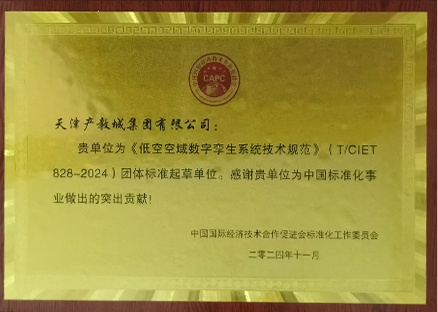 CAPC
天津产教城集团有限公司：
贵单位为《低空空域数字孪生系统技术规范》（T/CIET
828-2024）团体标准起草单位。感谢贵单位为中国标准化事
业做出的突出贡献！
中国国际经济技术合作促进会标准化工作委员会
二零二四年十一月